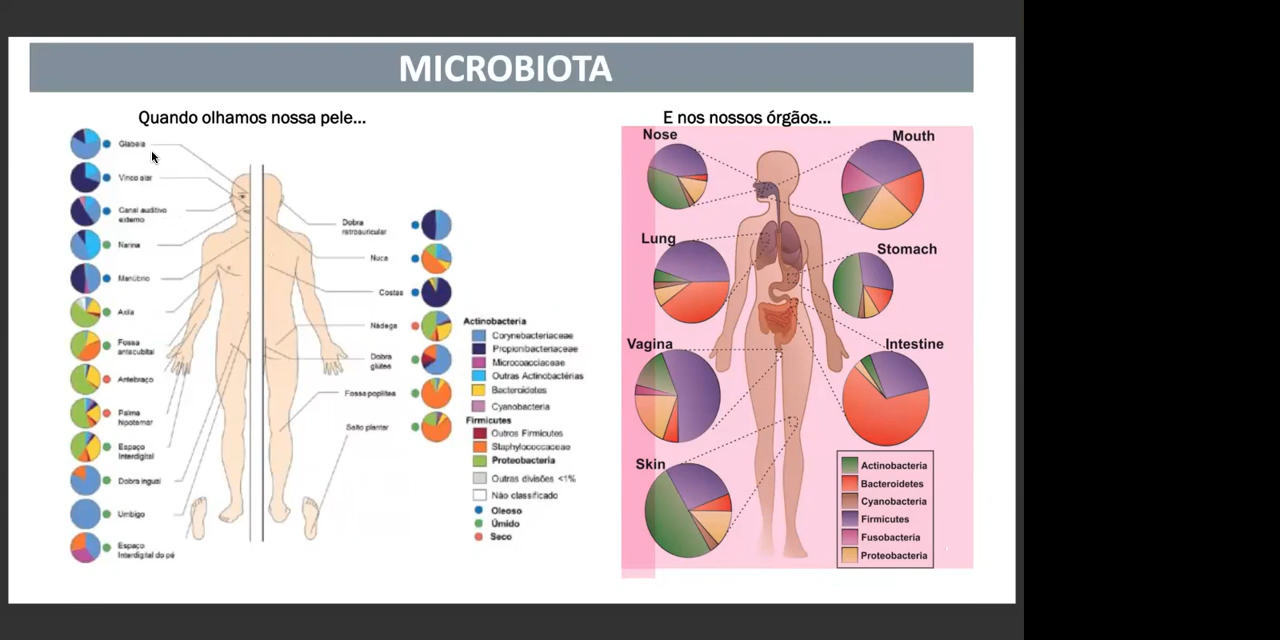 MICROBIOTA
Quando olhamos nossa pele...
Glabela
Vinco alar
Canal auditivo
externo
Narina
Manúbrio
Axila
Fossa
antecubital
Antebraço
Palma
hipotenar
Espaço
Interdigital
Dobra ingual
Umbigo
Espaço
Interdigital do pé
Dobra
retroauricular
Nuca
Costas
Nádega
Dobra
glútea
Fossa poplítea
Salto plantar
Actinobacteria
Corynebacteriaceae
Propionibacteriaceae
Micrococciaceae
Outras Actinobactérias
Bacteroidetes
Cyanobacteria
Firmicutes
Outros Firmicutes
Staphylococcaceae
Proteobacteria
Outras divisões <1%
Não classificado
Oleoso
Úmido
Seco
E nos nossos órgãos...
Nose
Mouth
Lung
Stomach
Vagina
Intestine
Skin
Actinobacteria
Bacteroidetes
Cyanobacteria
Firmicutes
Fusobacteria
Proteobacteria